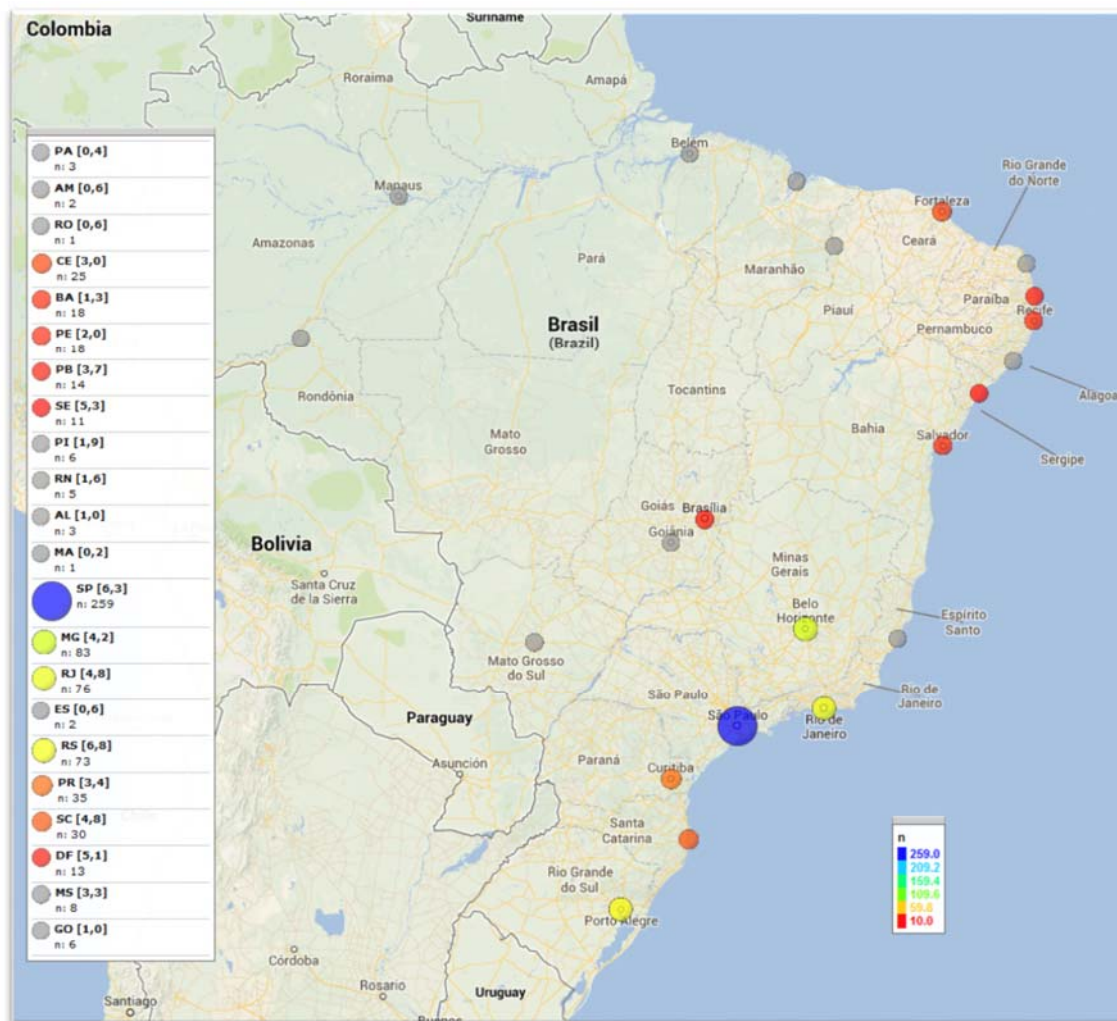 Colombia
Suriname
Roraima
Amapá
PA [0,4]
n: 3
AM [0,6]
n: 2
RO [0,6]
n: 1
CE [3,0]
n: 25
BA [1,3]
n: 18
PE [2,0]
n: 18
PB [3,7]
n: 14
SE [5,3]
n: 11
PI [1,9]
n: 6
RN [1,6]
n: 5
AL [1,0]
n: 3
MA [0,2]
n: 1
SP [6,3]
n: 259
MG [4,2]
n: 83
RJ [4,8]
n: 76
ES [0,6]
n: 2
RS [6,8]
n: 73
PR [3,4]
n: 35
SC [4,8]
n: 30
DF [5,1]
n: 13
MS [3,3]
n: 8
GO [1,0]
n: 6
Belém
Rio Grande
do Norte
Manaus
Fortaleza
Amazonas
Pará
Ceará
Maranhão
Piauí
Paraíba
Recife
Brasil
(Brazil)
Pernambuco
Rondônia
Tocantins
Alagoa
Mato
Grosso
Bahia
Salvador
Sergipe
Goiás
Brasília
Goiânia
Bolivia
Minas
Gerais
Santa Cruz
de la Sierra
Belo
Horizonte
Espírito
Santo
Mato Grosso
do Sul
São Paulo
Rio de
Janeiro
Paraguay
São Paulo
Rio de
Janeiro
Asunción
Paraná
Curitiba
Santa
Catarina
Rio Grande
do Sul
Porto Alegre
n
259.0
209.2
159.4
109.6
59.8
10.0
Córdoba
Rosario
Uruguay
Santiago